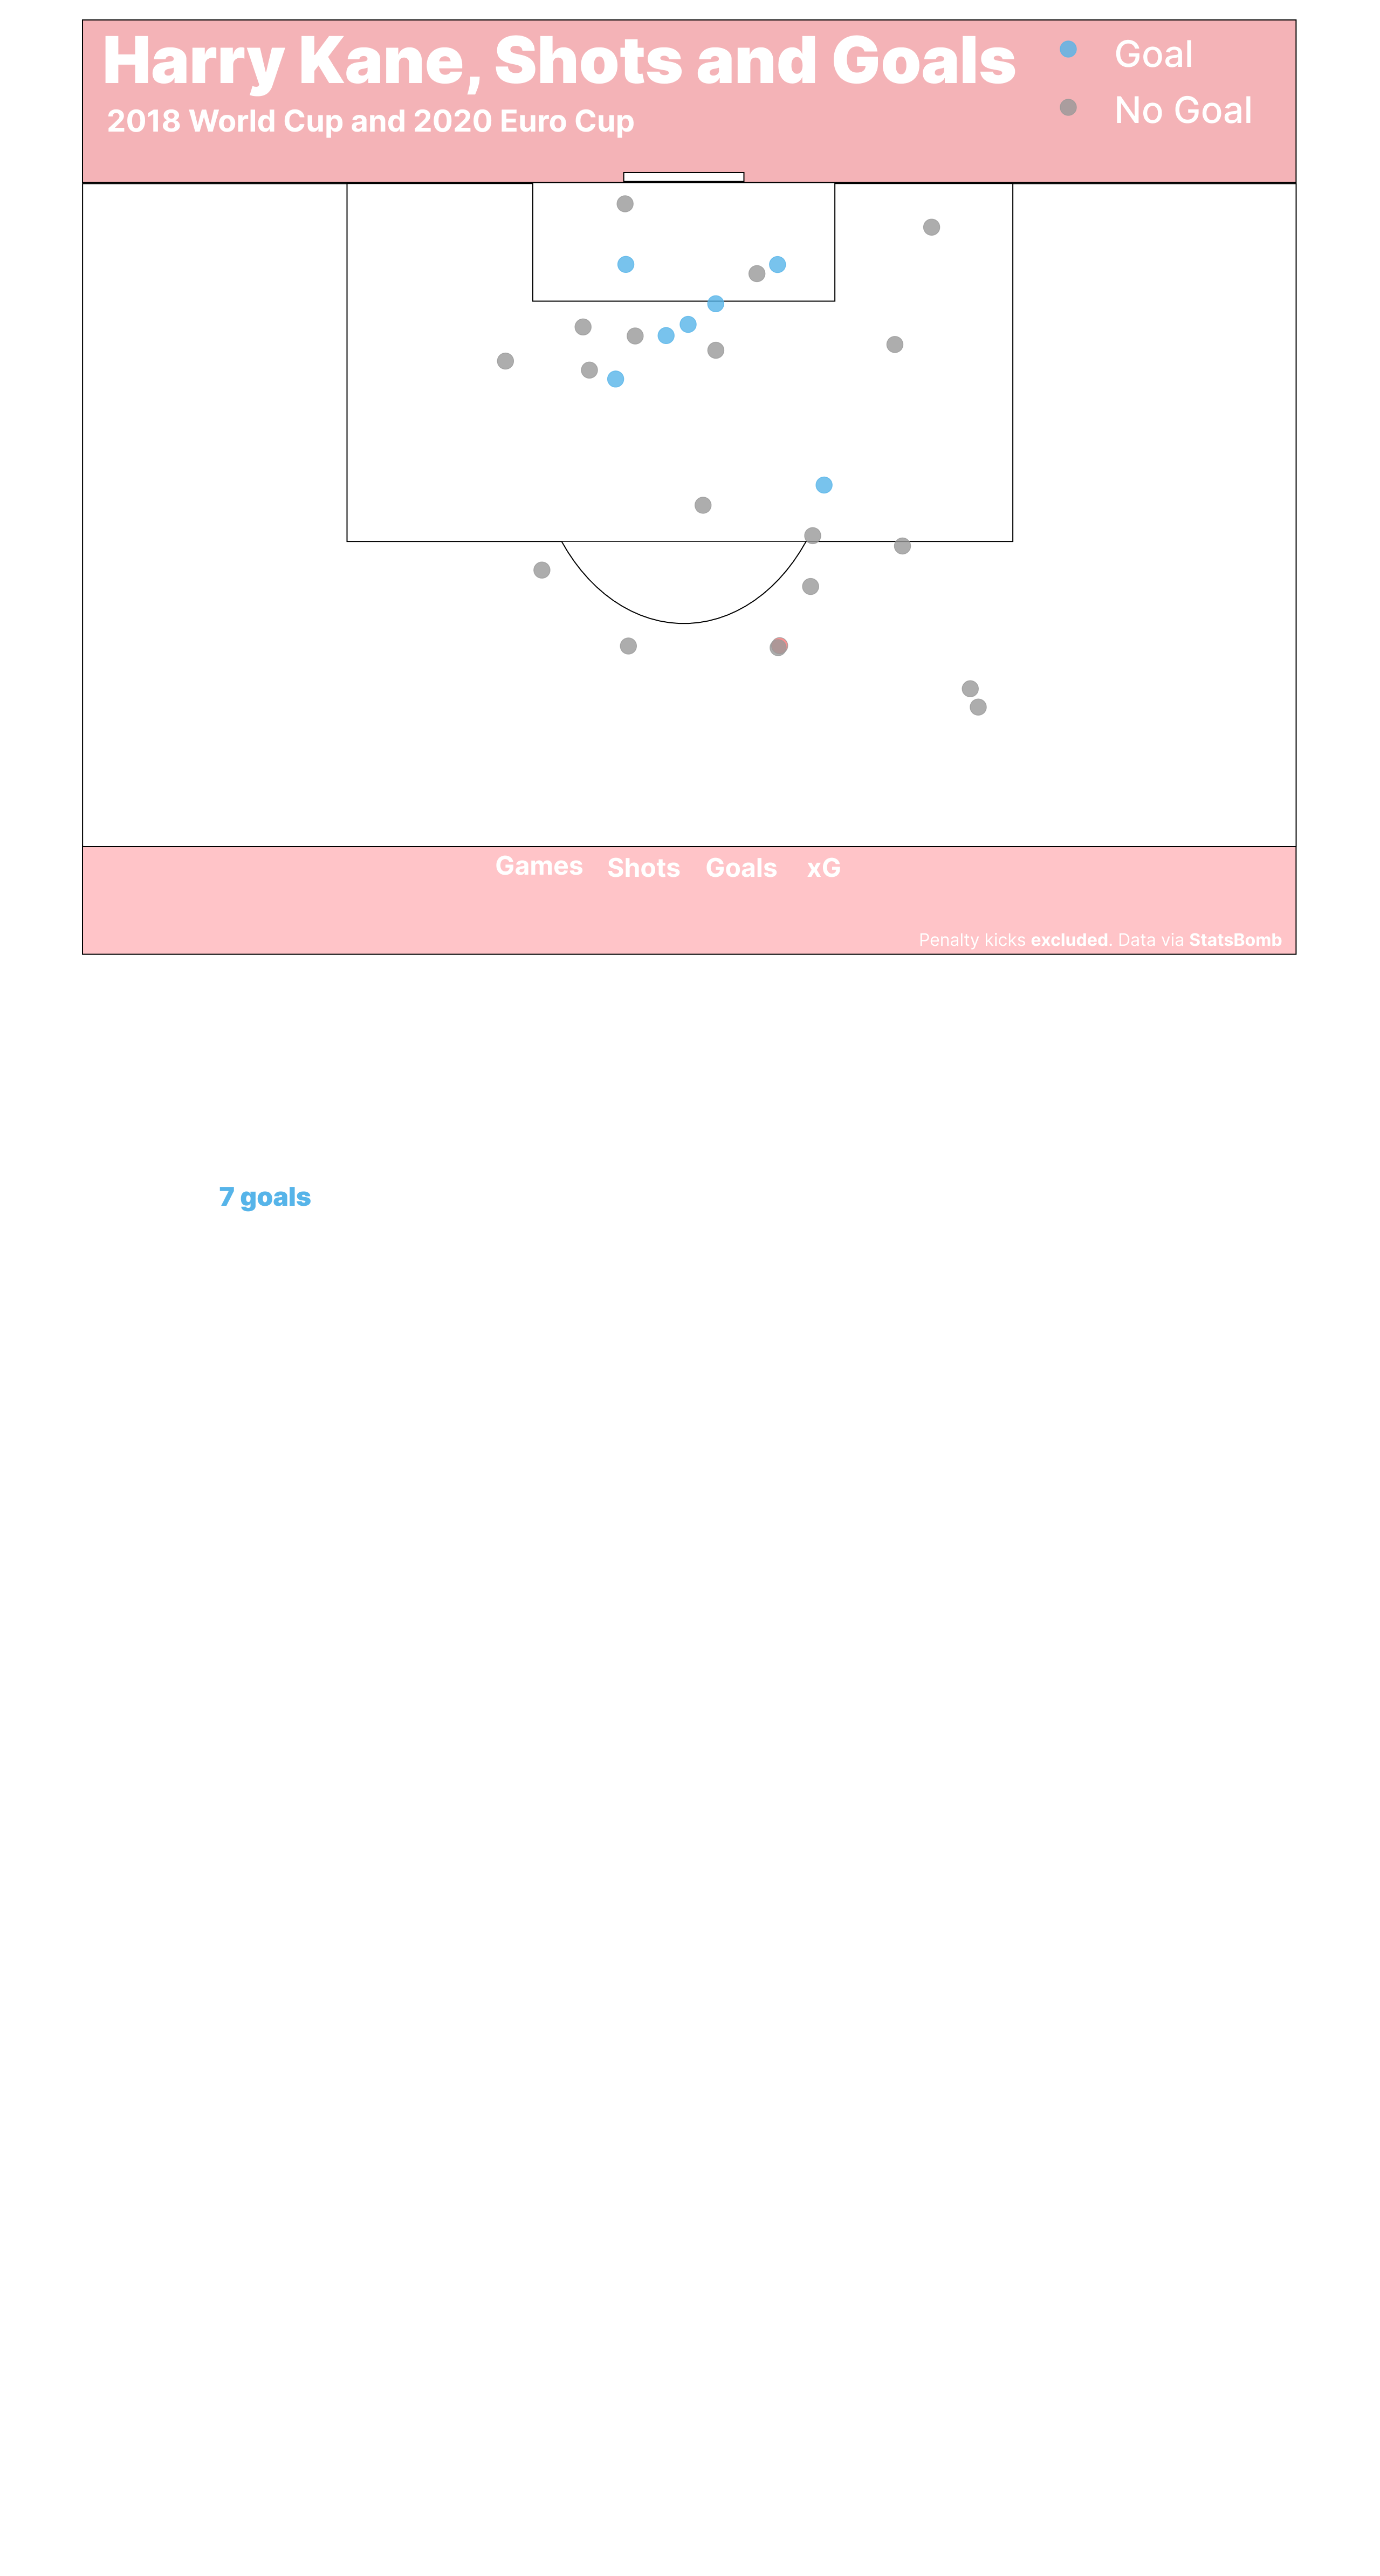 Harry Kane, Shots and Goals
2018 World Cup and 2020 Euro Cup
Goal
No Goal
Games Shots Goals xG
Penalty kicks excluded. Data via StatsBomb
7 goals